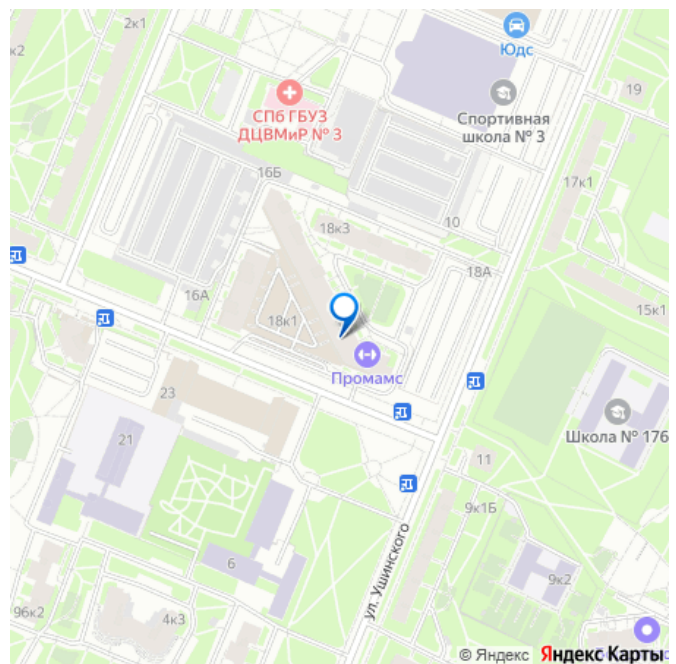 2к1
к2
Юдс
19
СПб ГБУЗ
ДЦВМиР № 3
Спортивная
школа № 3
16Б
17к1
10
18к3
18А
16А
15к1
18к1
Промамс
23
Школа № 176
21
11
9к1Б
ул. Ушинского
6
9к2
96к2
4к3
© Яндекс
Яндекс Карты